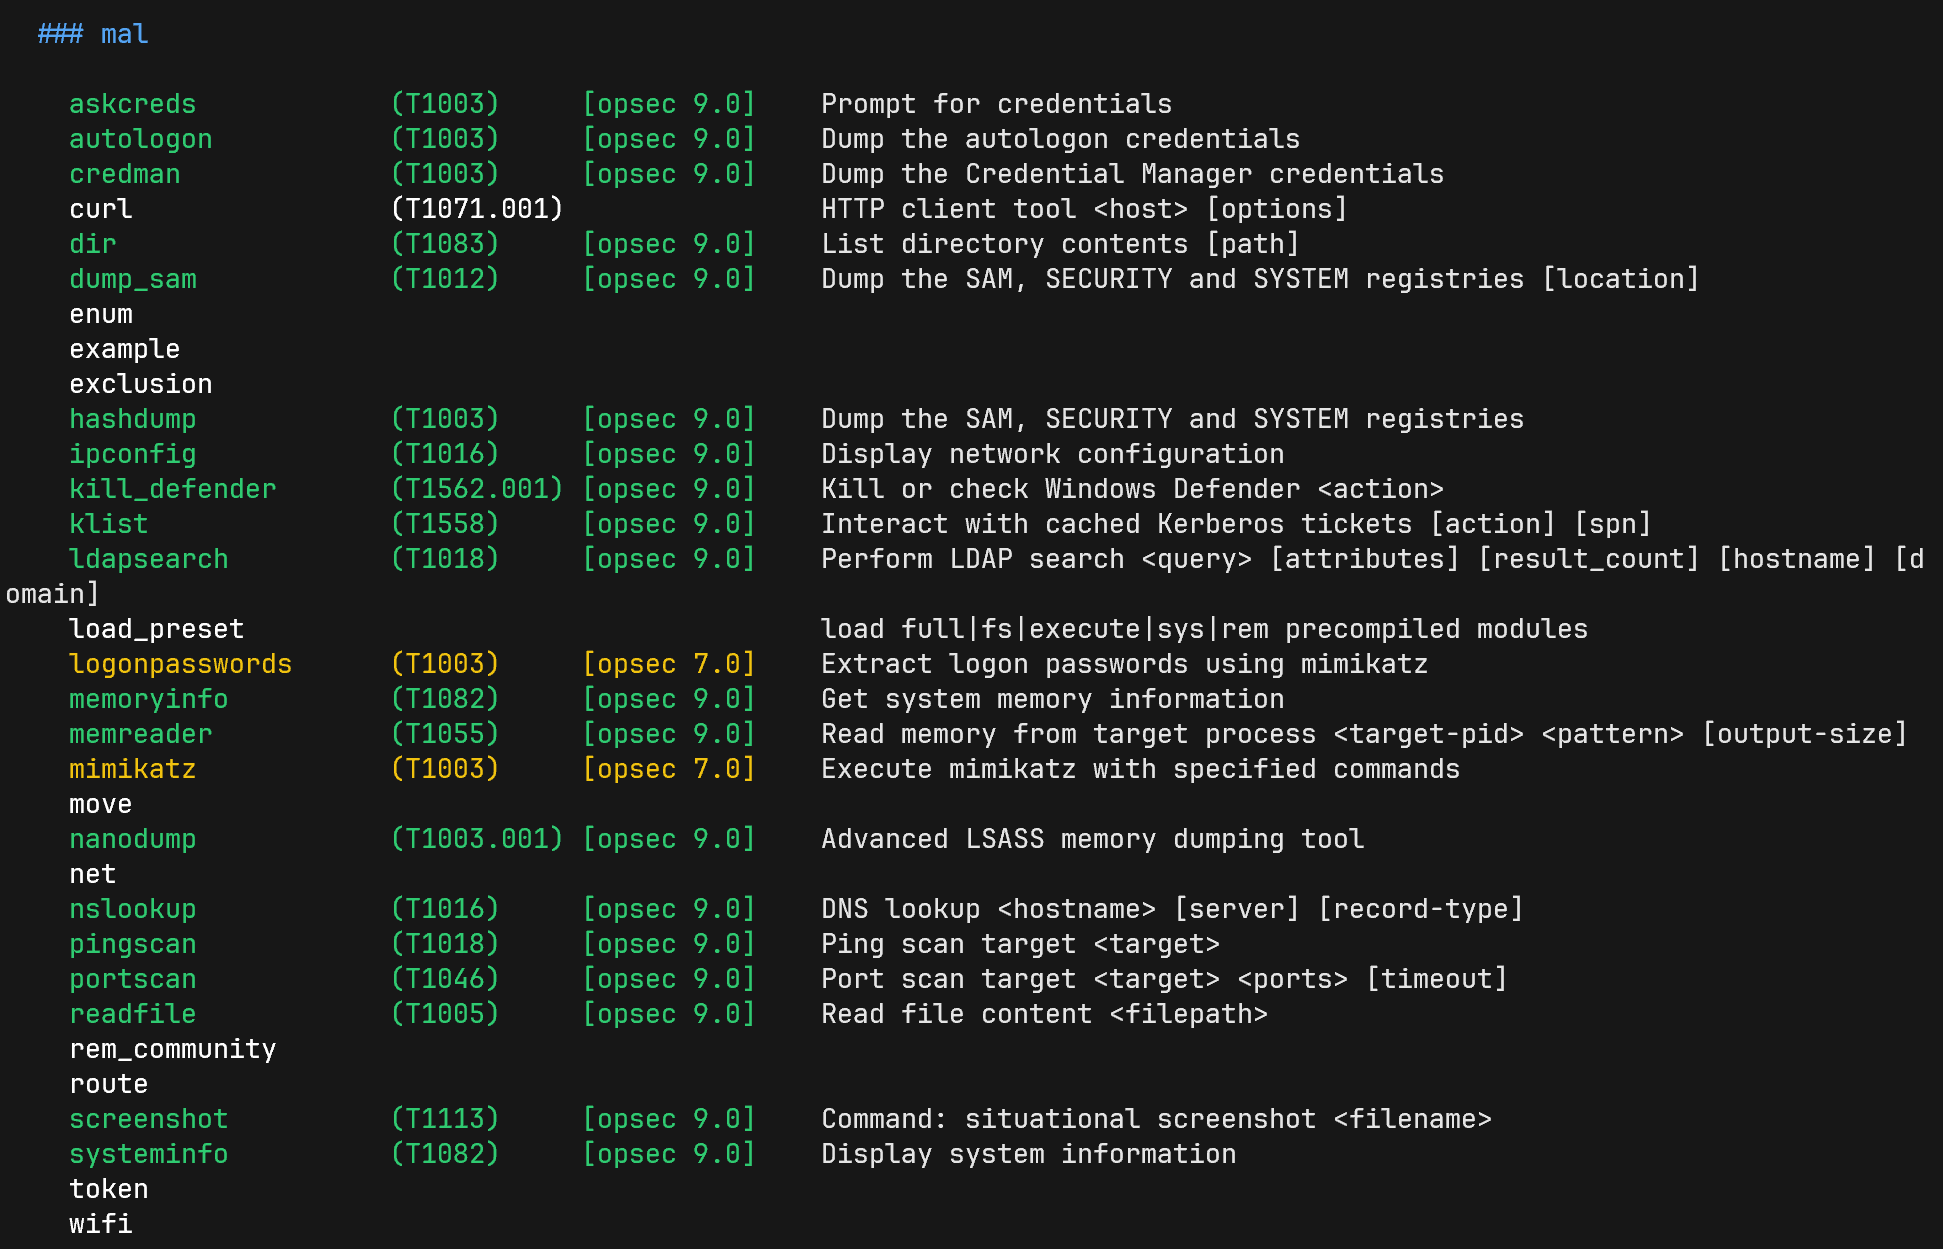 ### mal
askcreds (T1003) [opsec 9.0] Prompt for credentials
autologon (T1003) [opsec 9.0] Dump the autologon credentials
credman (T1003) [opsec 9.0] Dump the Credential Manager credentials
curl (T1071.001) HTTP client tool <host> [options]
dir (T1083) [opsec 9.0] List directory contents [path]
dump_sam (T1012) [opsec 9.0] Dump the SAM, SECURITY and SYSTEM registries [location]
enum
example
exclusion
hashdump (T1003) [opsec 9.0] Dump the SAM, SECURITY and SYSTEM registries
ipconfig (T1016) [opsec 9.0] Display network configuration
kill_defender (T1562.001) [opsec 9.0] Kill or check Windows Defender <action>
klist (T1558) [opsec 9.0] Interact with cached Kerberos tickets [action] [spn]
ldapsearch (T1018) [opsec 9.0] Perform LDAP search <query> [attributes] [result_count] [hostname] [d
omain]
load_preset load full|fs|execute|sys|rem precompiled modules
logonpasswords (T1003) [opsec 7.0] Extract logon passwords using mimikatz
memoryinfo (T1082) [opsec 9.0] Get system memory information
memreader (T1055) [opsec 9.0] Read memory from target process <target-pid> <pattern> [output-size]
mimikatz (T1003) [opsec 7.0] Execute mimikatz with specified commands
move
nanodump (T1003.001) [opsec 9.0] Advanced LSASS memory dumping tool
net
nslookup (T1016) [opsec 9.0] DNS lookup <hostname> [server] [record-type]
pingscan (T1018) [opsec 9.0] Ping scan target <target>
portscan (T1046) [opsec 9.0] Port scan target <target> <ports> [timeout]
readfile (T1005) [opsec 9.0] Read file content <filepath>
rem_community
route
screenshot (T1113) [opsec 9.0] Command: situational screenshot <filename>
systeminfo (T1082) [opsec 9.0] Display system information
token
wifi